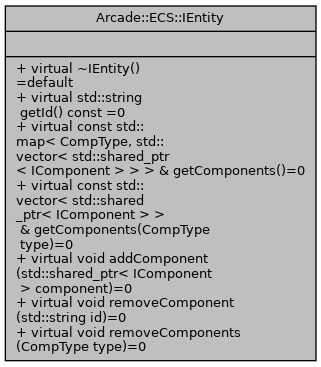 Arcade::ECS::IEntity
+ virtual ~IEntity()
=default
+ virtual std::string
getId() const =0
+ virtual const std::
map< CompType, std::
vector< std::shared_ptr
< IComponent > > > & getComponents()=0
+ virtual const std::
vector< std::shared
_ptr< IComponent > >
& getComponents(CompType
type)=0
+ virtual void addComponent
(std::shared_ptr< IComponent
> component)=0
+ virtual void removeComponent
(std::string id)=0
+ virtual void removeComponents
(CompType type)=0